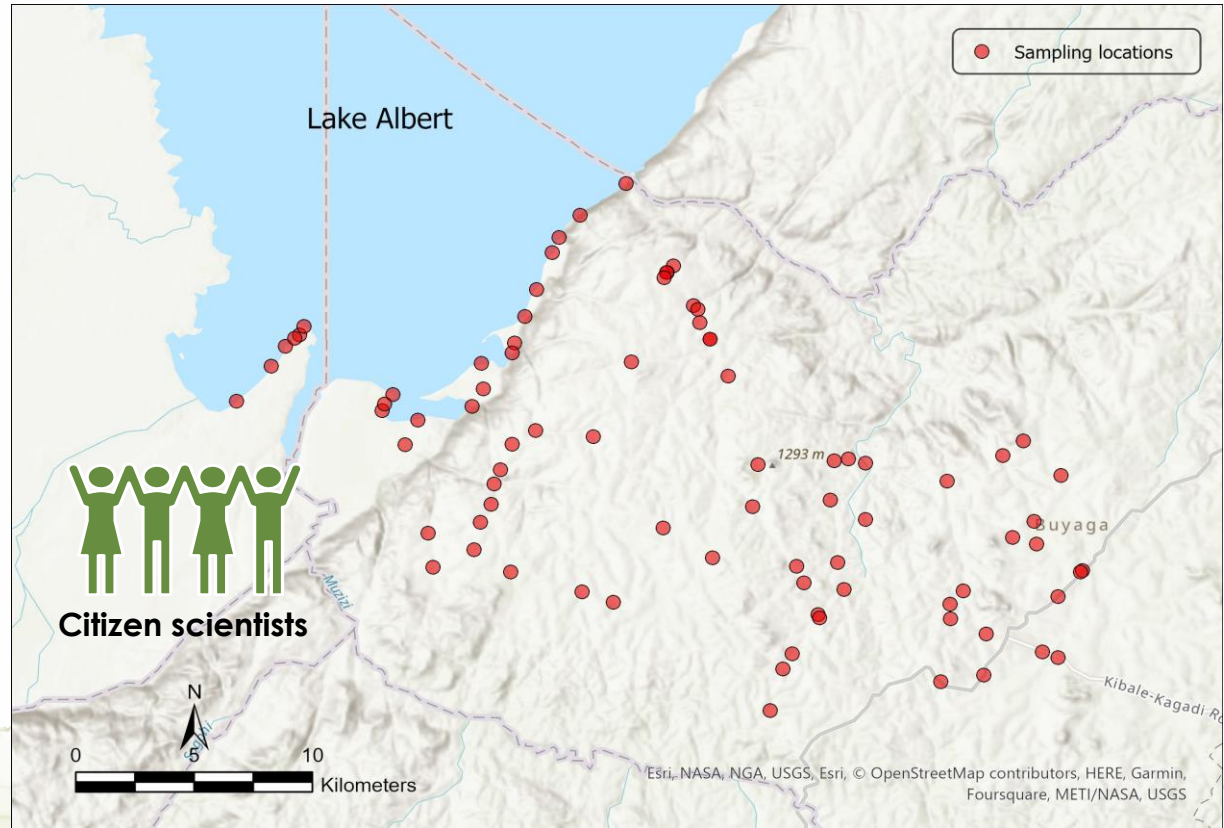 Sampling locations
Lake Albert
1293 m
Buyaga
Citizen scientists
Muzizi
Kibale-Kagadi
N
0 5 10
Kilometers
Esri, NASA, NGA, USGS, Esri, © OpenStreetMap contributors, HERE, Garmin,
Foursquare, METI/NASA, USGS